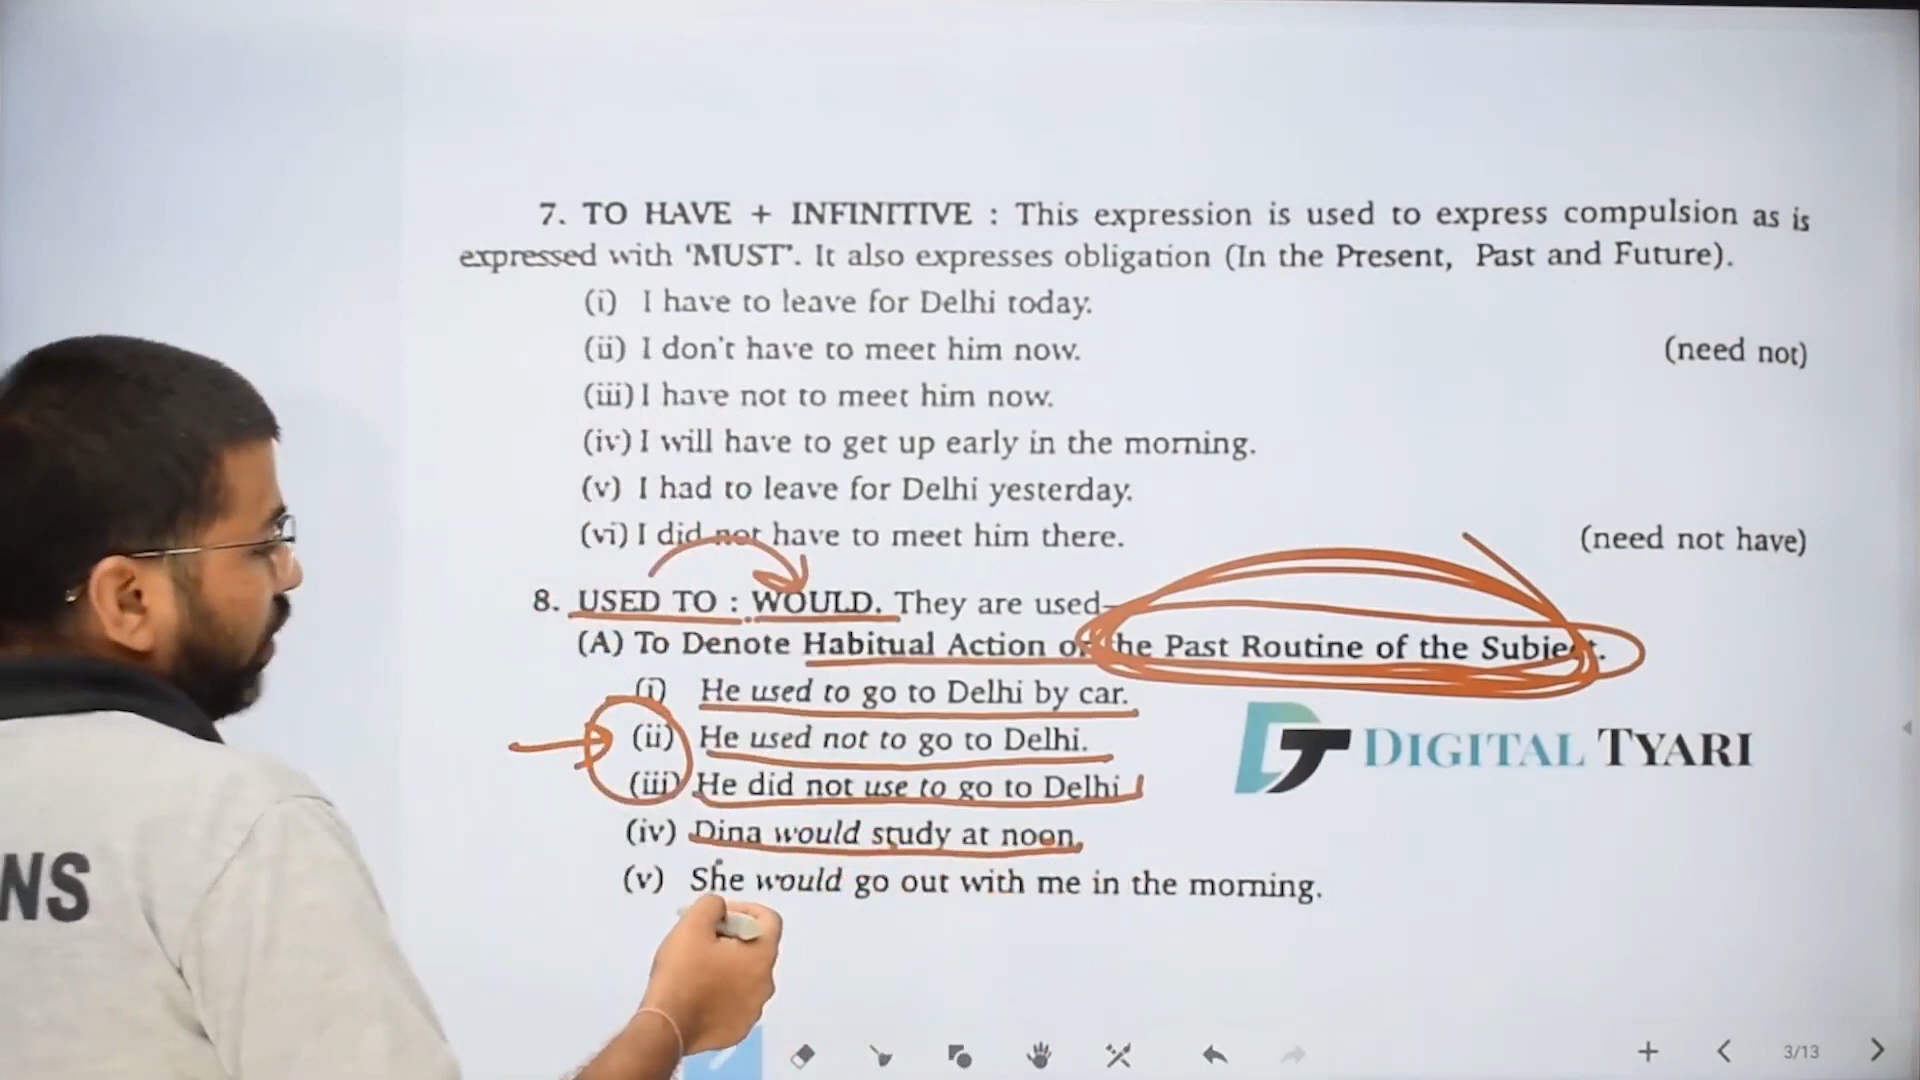 7. TO HAVE + INFINITIVE : This expression is used to express compulsion as is
expressed with ‘MUST’. It also expresses obligation (In the Present, Past and Future).
(i) I have to leave for Delhi today.
(ii) I don't have to meet him now. (need not)
(iii) I have not to meet him now.
(iv) I will have to get up early in the morning.
(v) I had to leave for Delhi yesterday.
(vi) I did not have to meet him there. (need not have)
8. USED TO : WOULD. They are used–
(A) To Denote Habitual Action or the Past Routine of the Subject.
(i) He used to go to Delhi by car.
(ii) He used not to go to Delhi.
(iii) He did not use to go to Delhi
(iv) Dina would study at noon.
(v) She would go out with me in the morning.
DIGITAL TYARI
NS
3/13